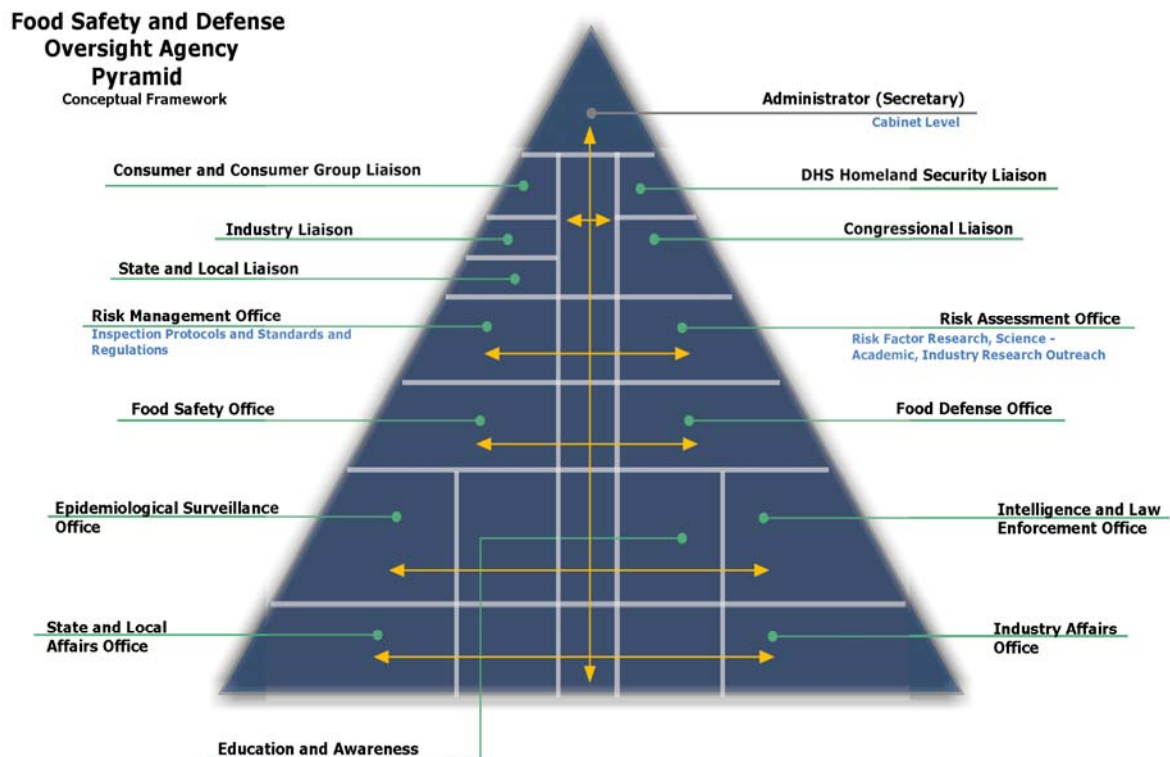 Food Safety and Defense
Oversight Agency
Pyramid
Conceptual Framework
Administrator (Secretary)
Cabinet Level
Consumer and Consumer Group Liaison
DHS Homeland Security Liaison
Industry Liaison
Congressional Liaison
State and Local Liaison
Risk Management Office
Inspection Protocols and Standards and
Regulations
Risk Assessment Office
Risk Factor Research, Science -
Academic, Industry Research Outreach
Food Safety Office
Food Defense Office
Epidemiological Surveillance
Office
Intelligence and Law
Enforcement Office
State and Local
Affairs Office
Industry Affairs
Office
Education and Awareness